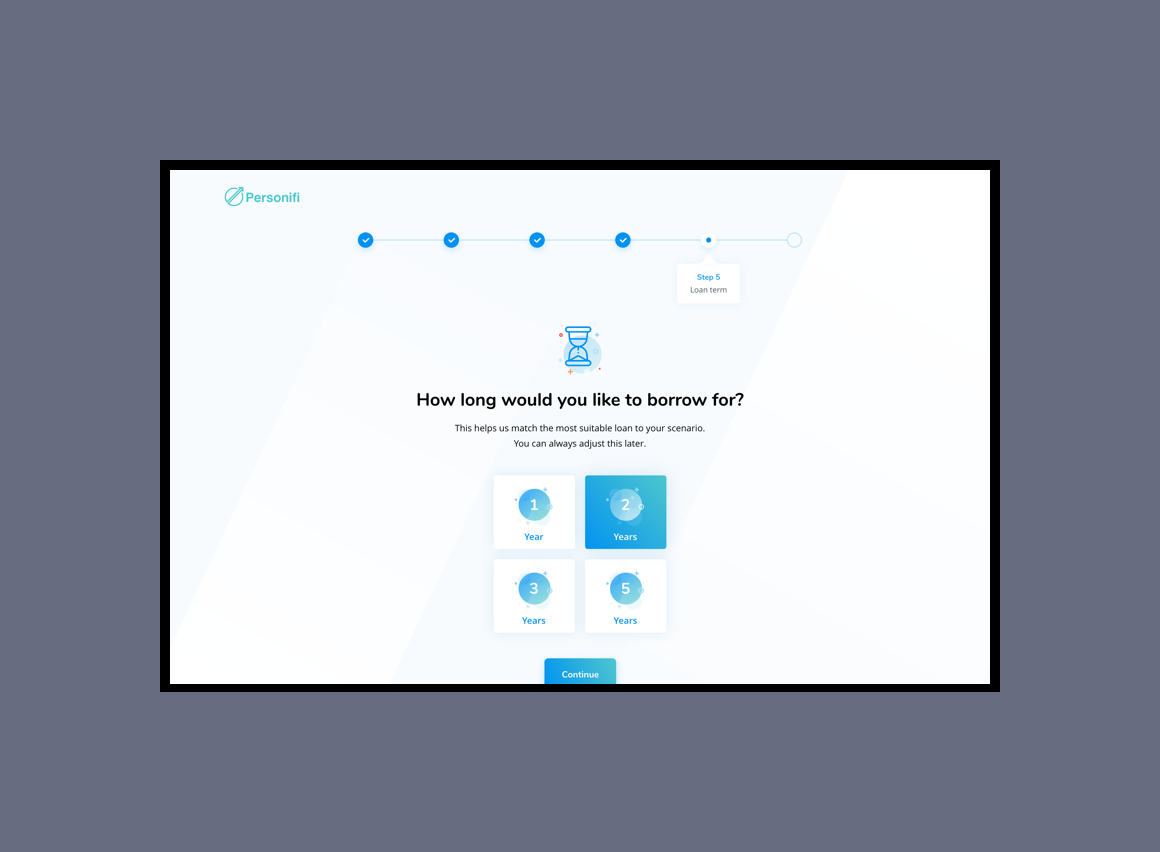 Personifi
Step 5
Loan term
How long would you like to borrow for?
This helps us match the most suitable loan to your scenario.
You can always adjust this later.
1
2
Year
Years
3
5
Years
Years
Continue